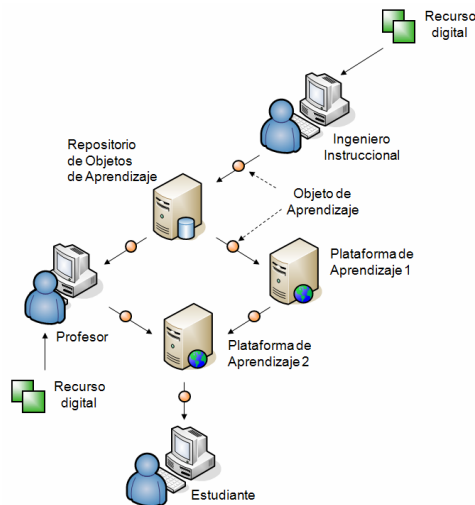 Recurso
digital
Ingeniero
Instruccional
Repositorio
de Objetos
de Aprendizaje
Objeto de
Aprendizaje
Plataforma de
Aprendizaje 1
Profesor
Plataforma de
Aprendizaje 2
Recurso
digital
Estudiante